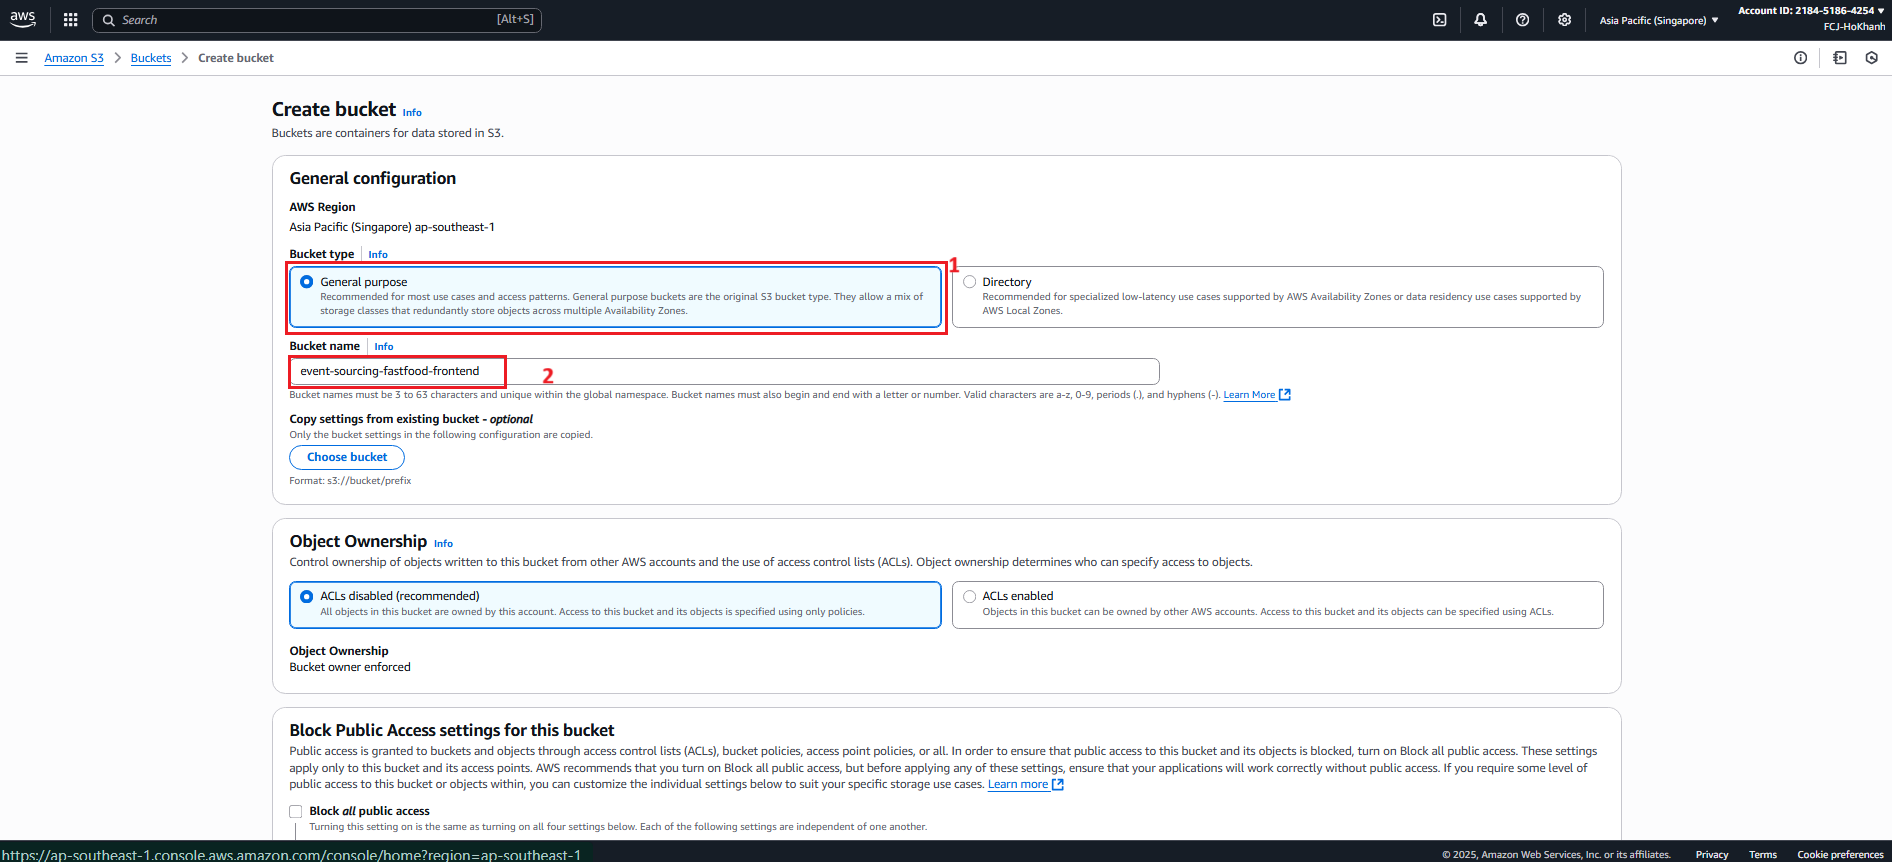 aws
Search
[Alt+S]
Asia Pacific (Singapore)
Account ID: 2184-5186-4254
FCJ-HoKhanh
Amazon S3 > Buckets > Create bucket
Create bucket Info
Buckets are containers for data stored in S3.
General configuration
AWS Region
Asia Pacific (Singapore) ap-southeast-1
Bucket type Info
1
General purpose
Recommended for most use cases and access patterns. General purpose buckets are the original S3 bucket type. They allow a mix of
storage classes that redundantly store objects across multiple Availability Zones.
Directory
Recommended for specialized low-latency use cases supported by AWS Availability Zones or data residency use cases supported by
AWS Local Zones.
Bucket name Info
event-sourcing-fastfood-frontend
2
Bucket names must be 3 to 63 characters and unique within the global namespace. Bucket names must also begin and end with a letter or number. Valid characters are a-z, 0-9, periods (.), and hyphens (-). Learn More
Copy settings from existing bucket - optional
Only the bucket settings in the following configuration are copied.
Choose bucket
Format: s3://bucket/prefix
Object Ownership Info
Control ownership of objects written to this bucket from other AWS accounts and the use of access control lists (ACLs). Object ownership determines who can specify access to objects.
ACLs disabled (recommended)
All objects in this bucket are owned by this account. Access to this bucket and its objects is specified using only policies.
ACLs enabled
Objects in this bucket can be owned by other AWS accounts. Access to this bucket and its objects can be specified using ACLs.
Object Ownership
Bucket owner enforced
Block Public Access settings for this bucket
Public access is granted to buckets and objects through access control lists (ACLs), bucket policies, access point policies, or all. In order to ensure that public access to this bucket and its objects is blocked, turn on Block all public access. These settings
apply only to this bucket and its access points. AWS recommends that you turn on Block all public access, but before applying any of these settings, ensure that your applications will work correctly without public access. If you require some level of
public access to this bucket or objects within, you can customize the individual settings below to suit your specific storage use cases. Learn more
Block all public access
Turning this setting on is the same as turning on all four settings below. Each of the following settings are independent of one another.
https://ap-southeast-1.console.aws.amazon.com/console/home?region=ap-southeast-1
© 2025, Amazon Web Services, Inc. or its affiliates.
Privacy
Terms
Cookie preferences